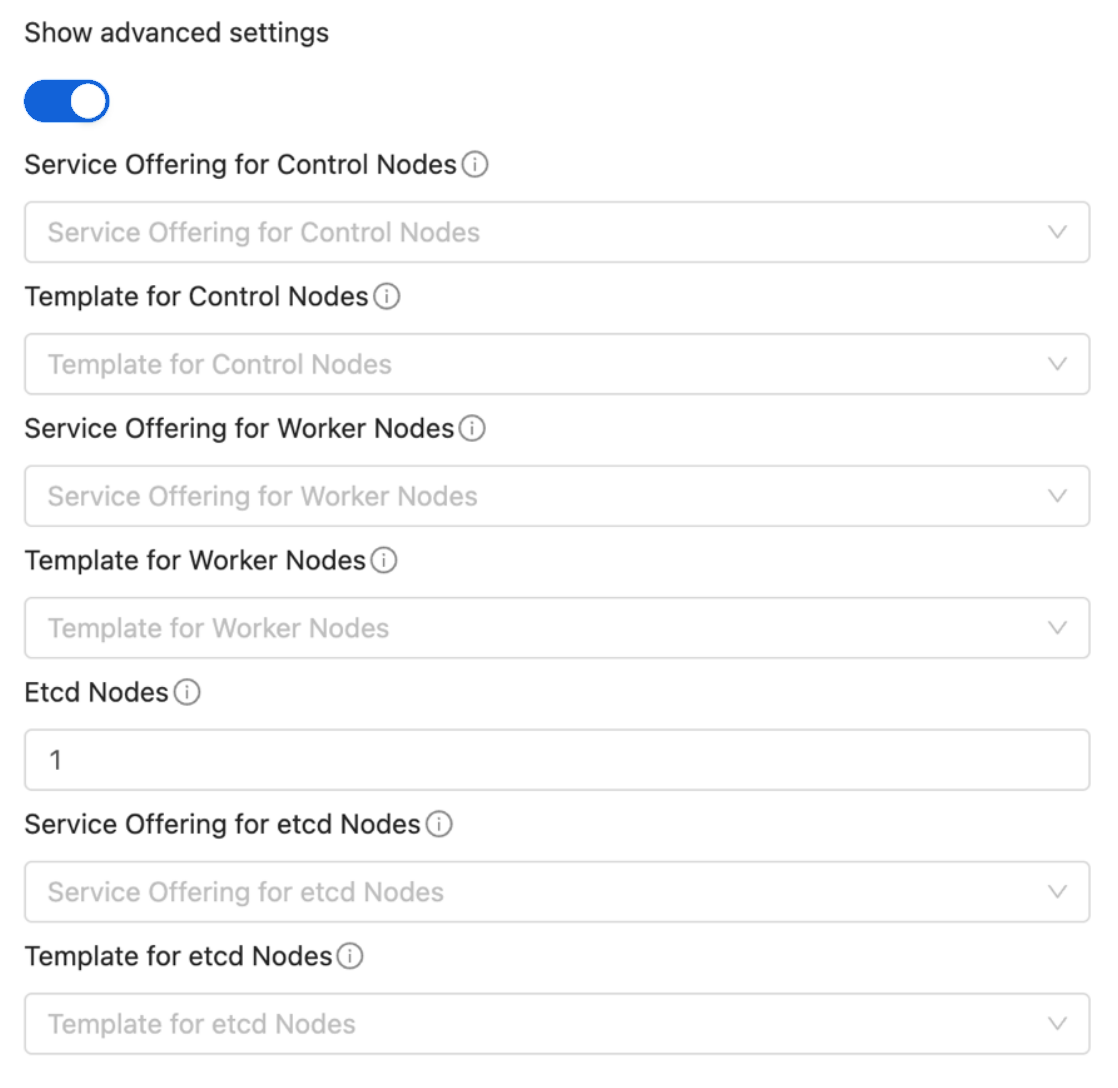 Show advanced settings
Service Offering for Control Nodes
Service Offering for Control Nodes
Template for Control Nodes
Template for Control Nodes
Service Offering for Worker Nodes
Service Offering for Worker Nodes
Template for Worker Nodes
Template for Worker Nodes
Etcd Nodes
1
Service Offering for etcd Nodes
Service Offering for etcd Nodes
Template for etcd Nodes
Template for etcd Nodes